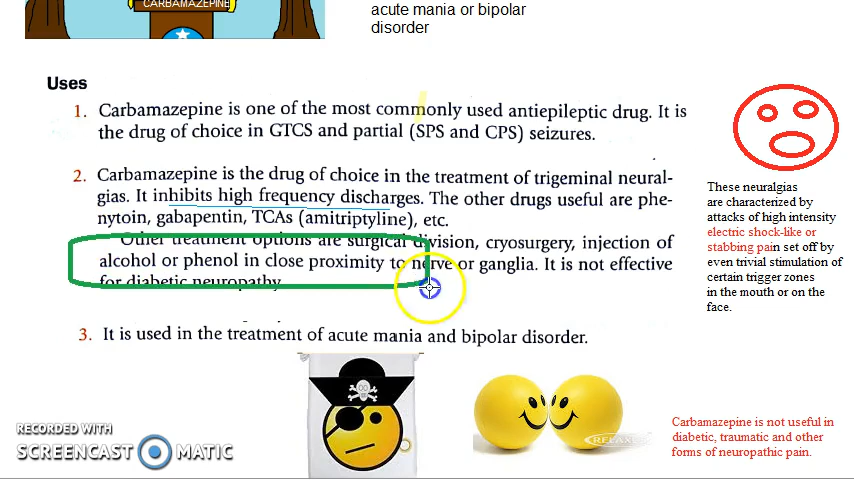 CARBAMAZEPINE
acute mania or bipolar
disorder
Uses
1. Carbamazepine is one of the most commonly used antiepileptic drug. It is
the drug of choice in GTCS and partial (SPS and CPS) seizures.
2. Carbamazepine is the drug of choice in the treatment of trigeminal neural-
gias. It inhibits high frequency discharges. The other drugs useful are phe-
nytoin, gabapentin, TCAs (amitriptyline), etc.
Other treatment options are surgical division, cryosurgery, injection of
alcohol or phenol in close proximity to nerve or ganglia. It is not effective
for diabetic neuropathy
3. It is used in the treatment of acute mania and bipolar disorder.
These neuralgias
are characterized by
attacks of high intensity
electric shock-like or
stabbing pain set off by
even trivial stimulation of
certain trigger zones
in the mouth or on the
face.
RELAX
Carbamazepine is not useful in
diabetic, traumatic and other
forms of neuropathic pain.
RECORDED WITH
SCREENCAST MATIC